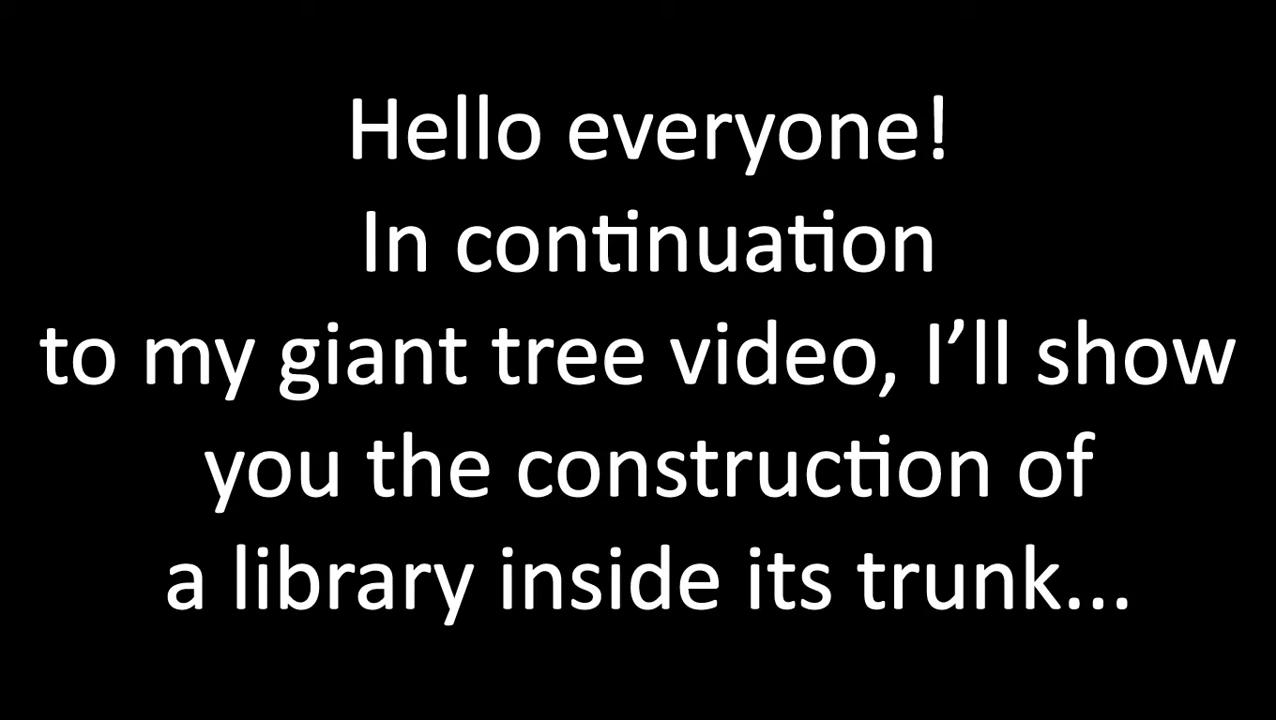 Hello everyone!
In continuation
to my giant tree video, I’ll show
you the construction of
a library inside its trunk...